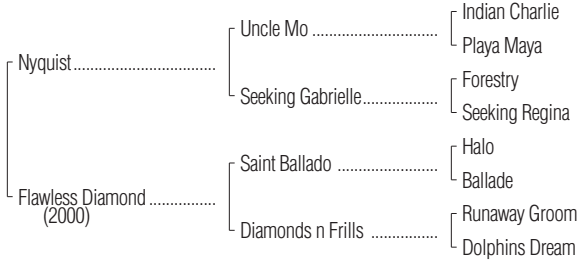 Indian Charlie
Uncle Mo ..............................
Playa Maya
Nyquist ..................................
Forestry
Seeking Gabrielle..................
Seeking Regina
Halo
Saint Ballado ........................
Ballade
Flawless Diamond ................
(2000)
Runaway Groom
Diamonds n Frills ................
Dolphins Dream